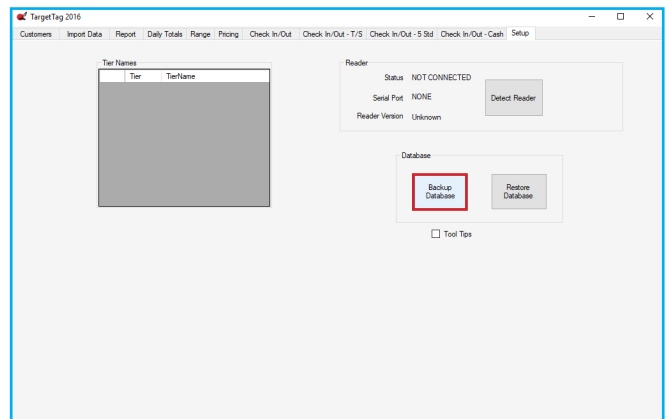 TargetTag 2016
Customers Import Data Report Daily Totals Range Pricing Check In/Out Check In/Out - T/S Check In/Out - 5 Std Check In/Out - Cash Setup
Tier Names
Tier TierName
Reader
Status NOT CONNECTED
Serial Port NONE
Detect Reader
Reader Version Unknown
Database
Backup
Database
Restore
Database
Tool Tips